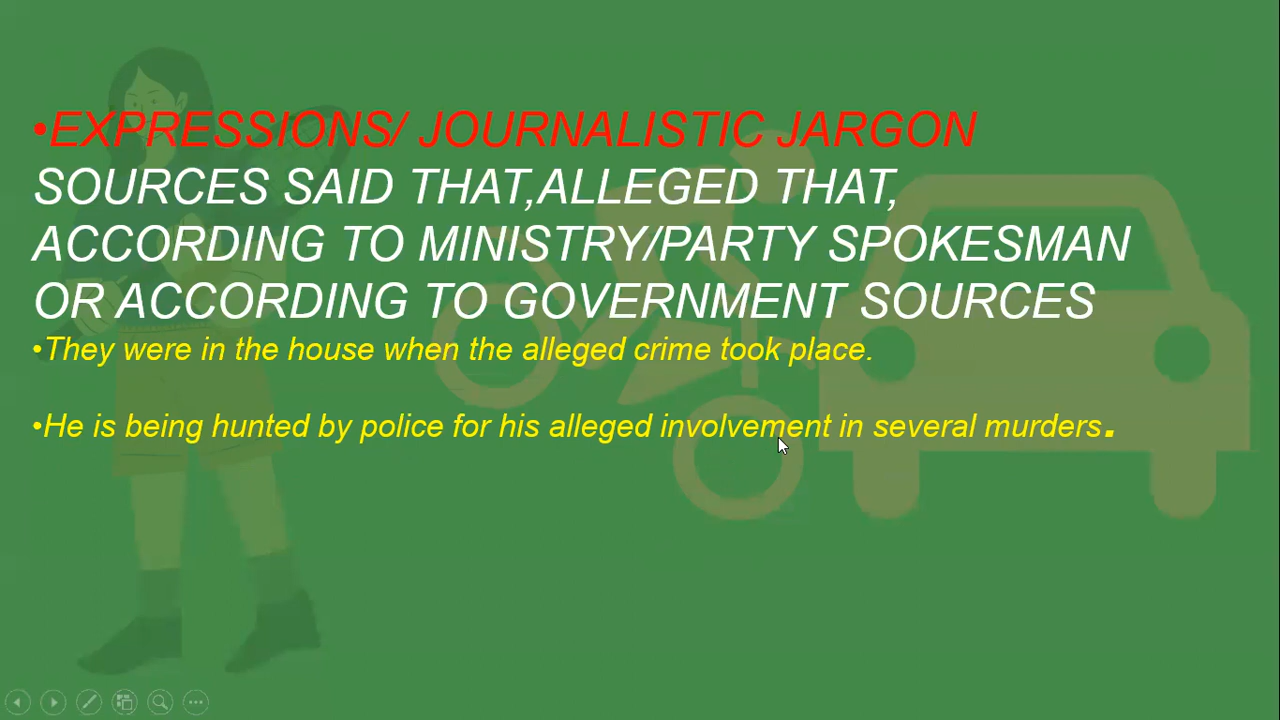 •EXPRESSIONS/ JOURNALISTIC JARGON
SOURCES SAID THAT,ALLEGED THAT,
ACCORDING TO MINISTRY/PARTY SPOKESMAN
OR ACCORDING TO GOVERNMENT SOURCES
•They were in the house when the alleged crime took place.
•He is being hunted by police for his alleged involvement in several murders.